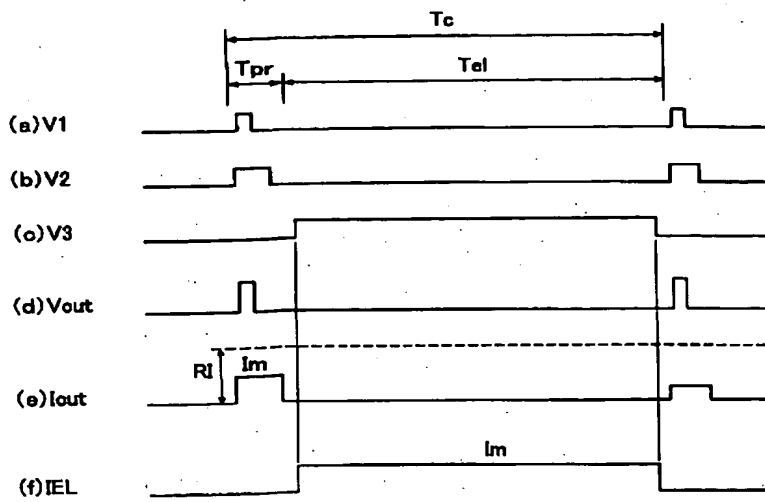 Tc
Tpr
Tel
(a)V1
(b)V2
(c)V3
(d)Vout
RI
Im
(e)Iout
Im
(f)IEL